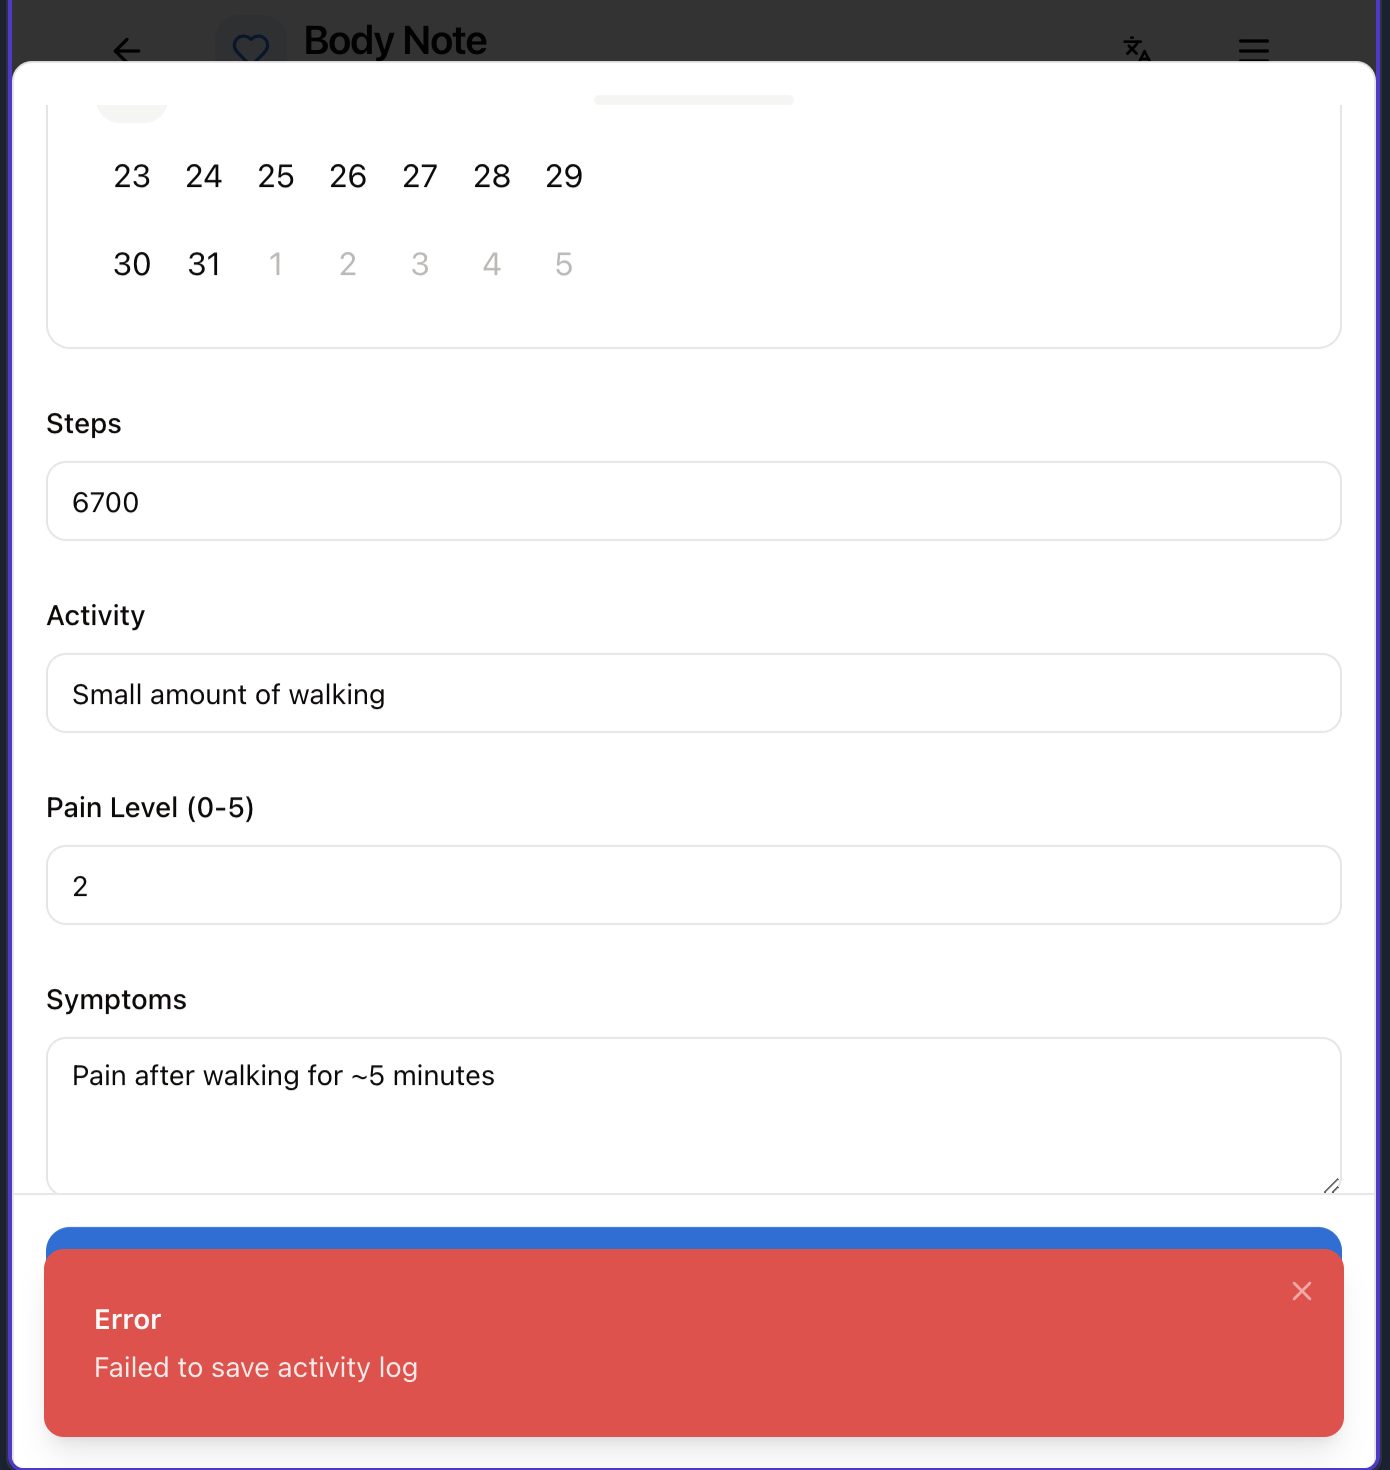 Body Note
23 24 25 26 27 28 29
30 31 1 2 3 4 5
Steps
6700
Activity
Small amount of walking
Pain Level (0-5)
2
Symptoms
Pain after walking for ~5 minutes
Error
Failed to save activity log